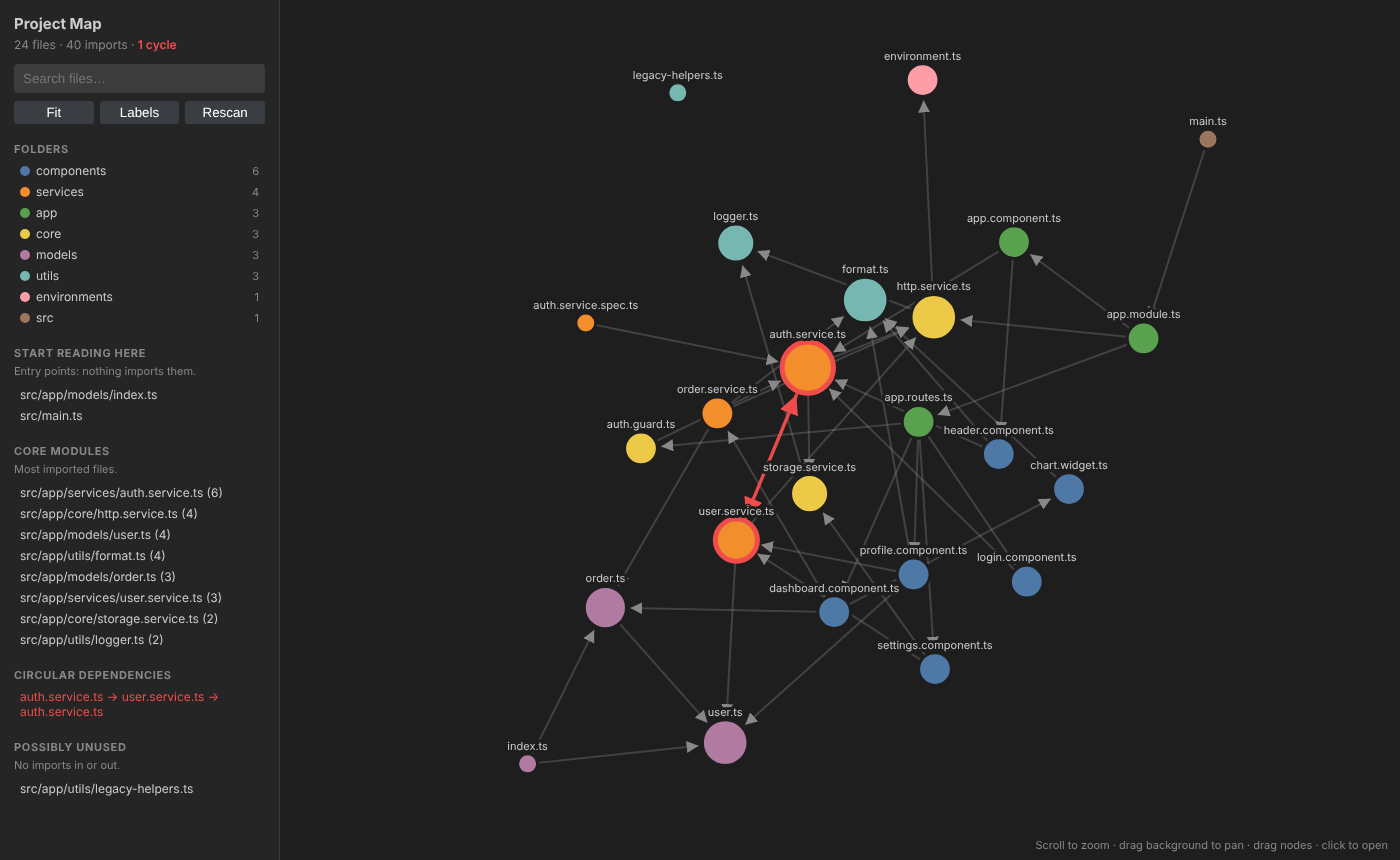 Project Map
24 files · 40 imports · 1 cycle
Search files…
Fit
Labels
Rescan
FOLDERS
components 6
services 4
app 3
core 3
models 3
utils 3
environments 1
src 1
START READING HERE
Entry points: nothing imports them.
src/app/models/index.ts
src/main.ts
CORE MODULES
Most imported files.
src/app/services/auth.service.ts (6)
src/app/core/http.service.ts (4)
src/app/models/user.ts (4)
src/app/utils/format.ts (4)
src/app/models/order.ts (3)
src/app/services/user.service.ts (3)
src/app/core/storage.service.ts (2)
src/app/utils/logger.ts (2)
CIRCULAR DEPENDENCIES
auth.service.ts → user.service.ts →
auth.service.ts
POSSIBLY UNUSED
No imports in or out.
src/app/utils/legacy-helpers.ts
environment.ts
legacy-helpers.ts
main.ts
logger.ts
app.component.ts
format.ts
http.service.ts
auth.service.spec.ts
app.module.ts
auth.service.ts
order.service.ts
app.routes.ts
auth.guard.ts
header.component.ts
storage.service.ts
chart.widget.ts
user.service.ts
profile.component.ts
login.component.ts
order.ts
dashboard.component.ts
settings.component.ts
user.ts
index.ts
Scroll to zoom · drag background to pan · drag nodes · click to open